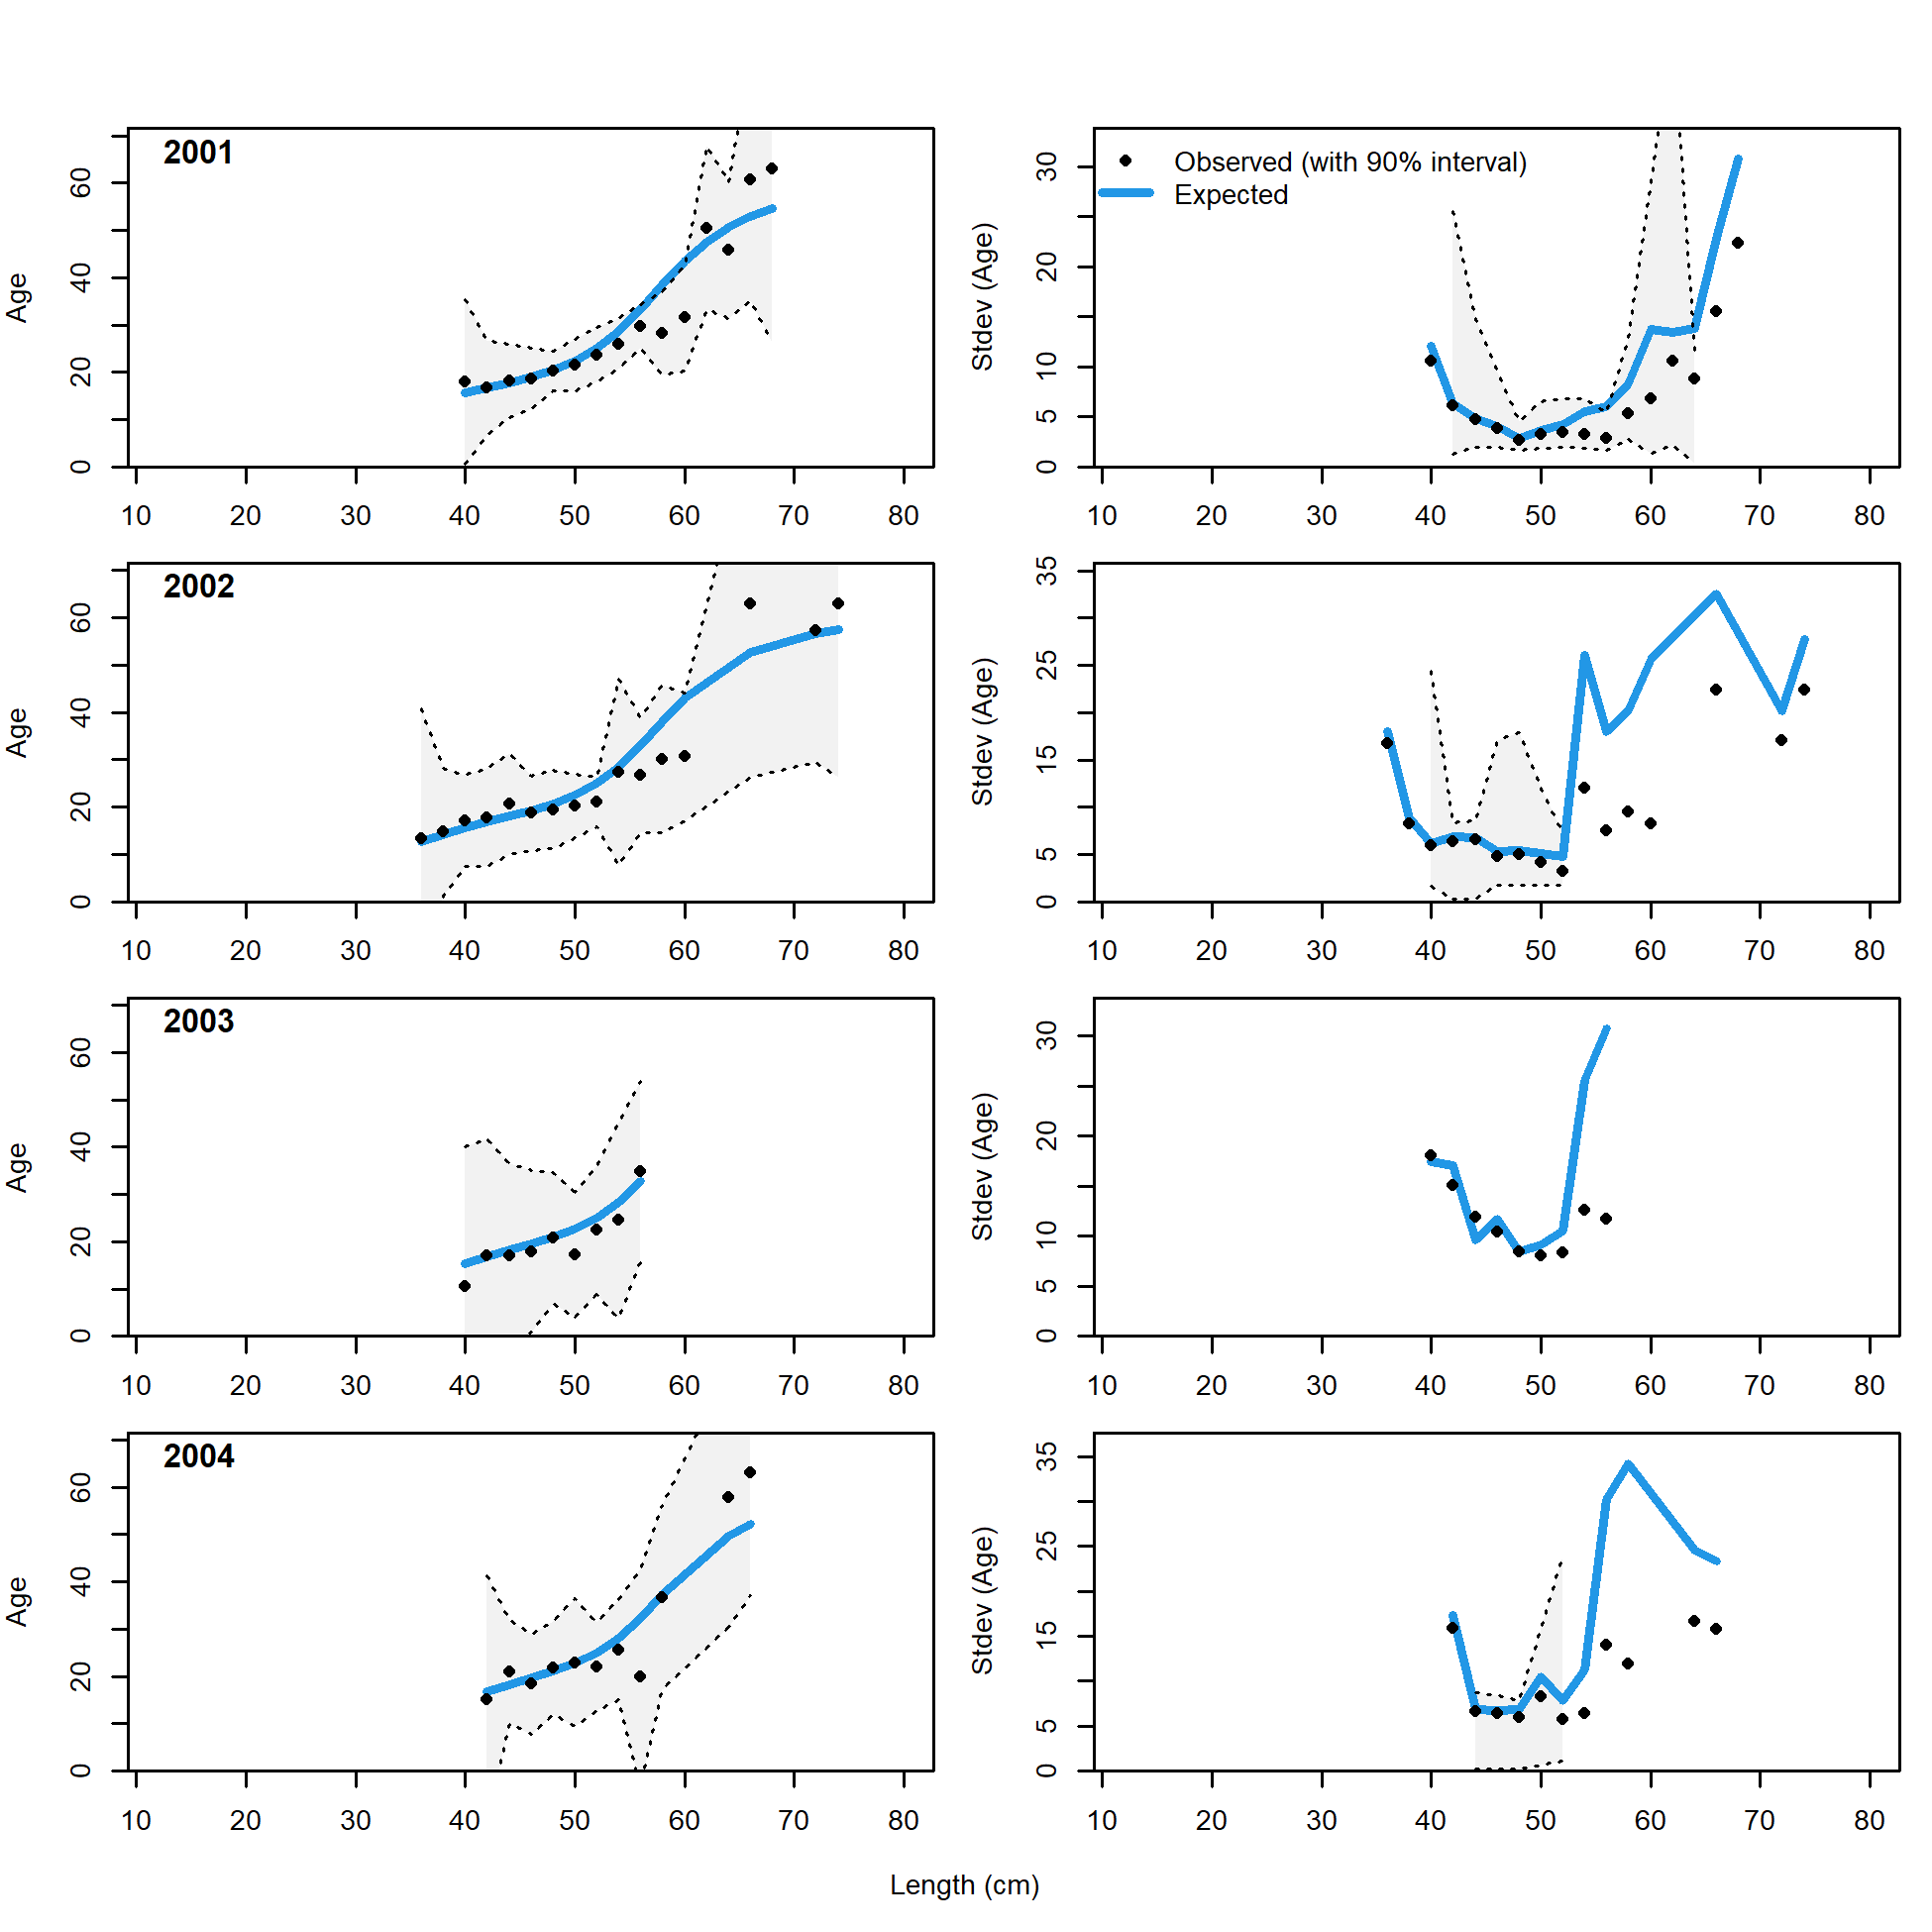 2001
Age
0 20 40 60
10 20 30 40 50 60 70 80
Observed (with 90% interval)
Expected
Stdev (Age)
0 5 10 20 30
10 20 30 40 50 60 70 80
2002
Age
0 20 40 60
10 20 30 40 50 60 70 80
Stdev (Age)
0 5 15 25 35
10 20 30 40 50 60 70 80
2003
Age
0 20 40 60
10 20 30 40 50 60 70 80
Stdev (Age)
0 5 10 20 30
10 20 30 40 50 60 70 80
2004
Age
0 20 40 60
10 20 30 40 50 60 70 80
Stdev (Age)
0 5 15 25 35
10 20 30 40 50 60 70 80
Length (cm)